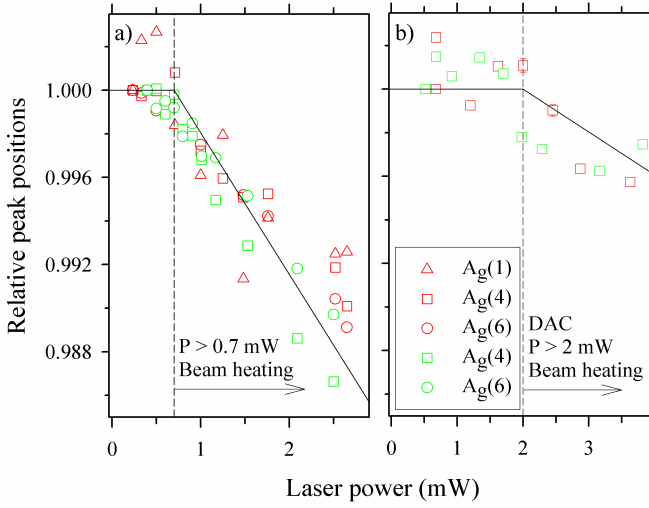 a)
b)
1.000
0.996
0.992
0.988
Relative peak positions
P > 0.7 mW
Beam heating
Ag(1)
Ag(4)
Ag(6)
Ag(4)
Ag(6)
DAC
P > 2 mW
Beam heating
0 1 2
0 1 2 3
Laser power (mW)